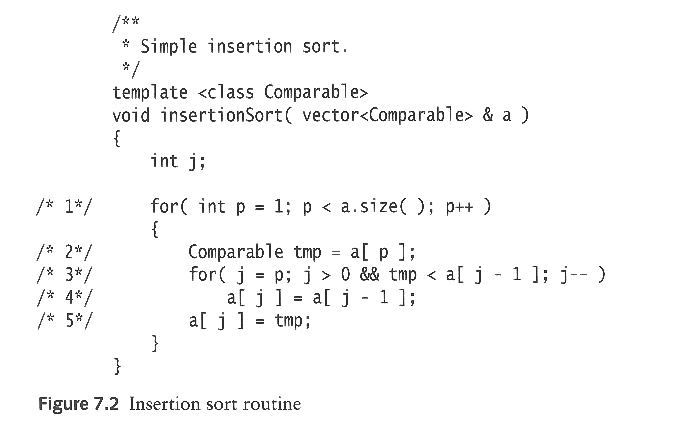 /**
 * Simple insertion sort.
 */
template <class Comparable>
void insertionSort( vector<Comparable> & a )
{
    int j;
/* 1*/ for( int p = 1; p < a.size( ); p++ )
{
/* 2*/ Comparable tmp = a[ p ];
/* 3*/ for( j = p; j > 0 && tmp < a[ j - 1 ]; j-- )
/* 4*/ a[ j ] = a[ j - 1 ];
/* 5*/ a[ j ] = tmp;
}
}
Figure 7.2 Insertion sort routine